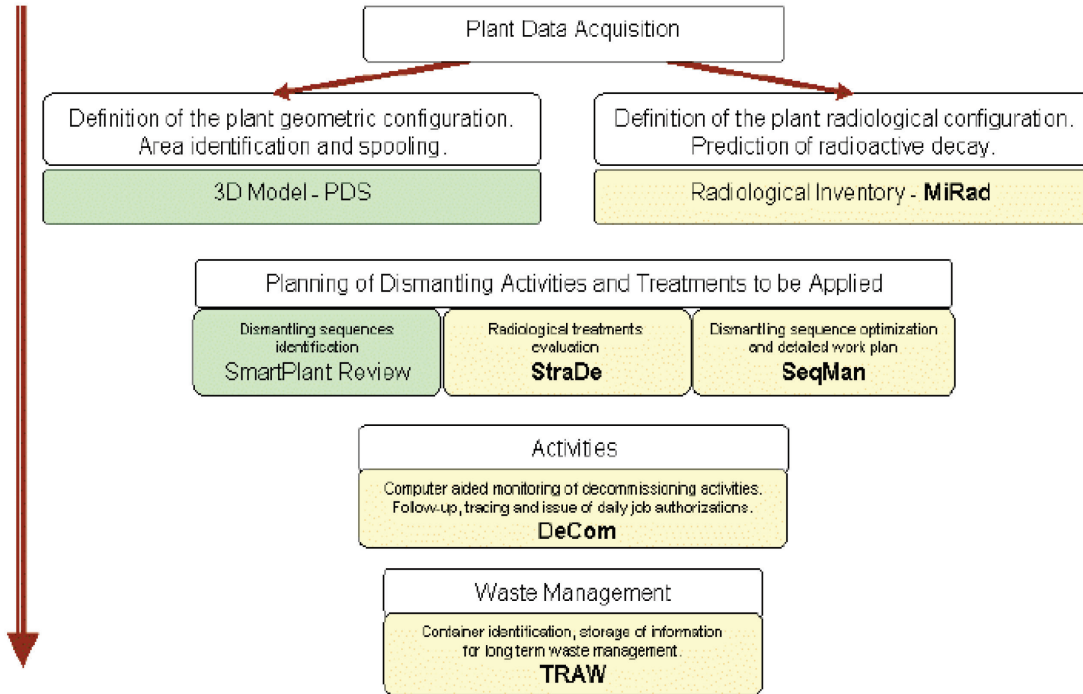 Plant Data Acquisition
Definition of the plant geometric configuration.
Area identification and spooling.
3D Model - PDS
Definition of the plant radiological configuration.
Prediction of radioactive decay.
Radiological Inventory - MiRad
Planning of Dismantling Activities and Treatments to be Applied
Dismantling sequences
identification
SmartPlant Review
Radiological treatments
evaluation
StraDe
Dismantling sequence optimization
and detailed work plan
SeqMan
Activities
Computer aided monitoring of decommissioning activities.
Follow-up, tracing and issue of daily job authorizations.
DeCom
Waste Management
Container identification, storage of information
for long term waste management.
TRAW